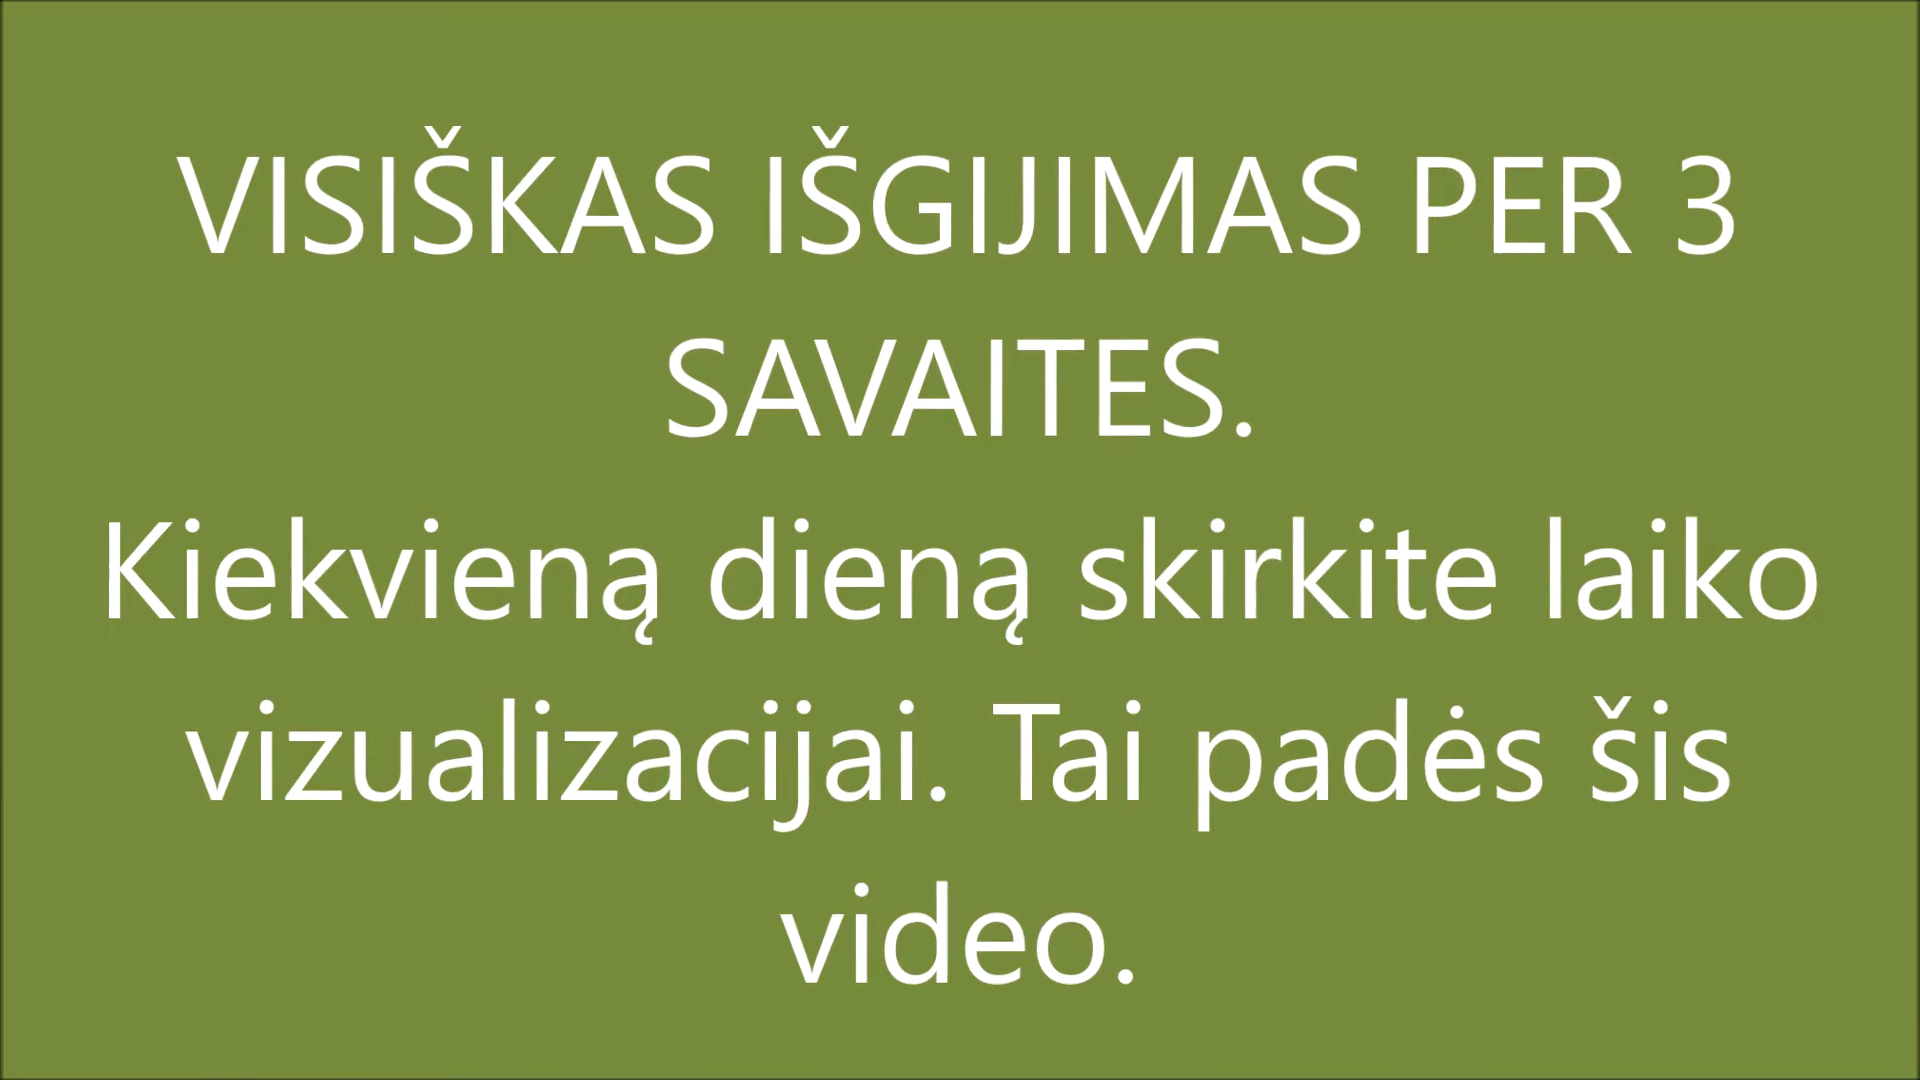 VISIŠKAS IŠGIJIMAS PER 3
SAVAITES.
Kiekvieną dieną skirkite laiko
vizualizacijai. Tai padės šis
video.